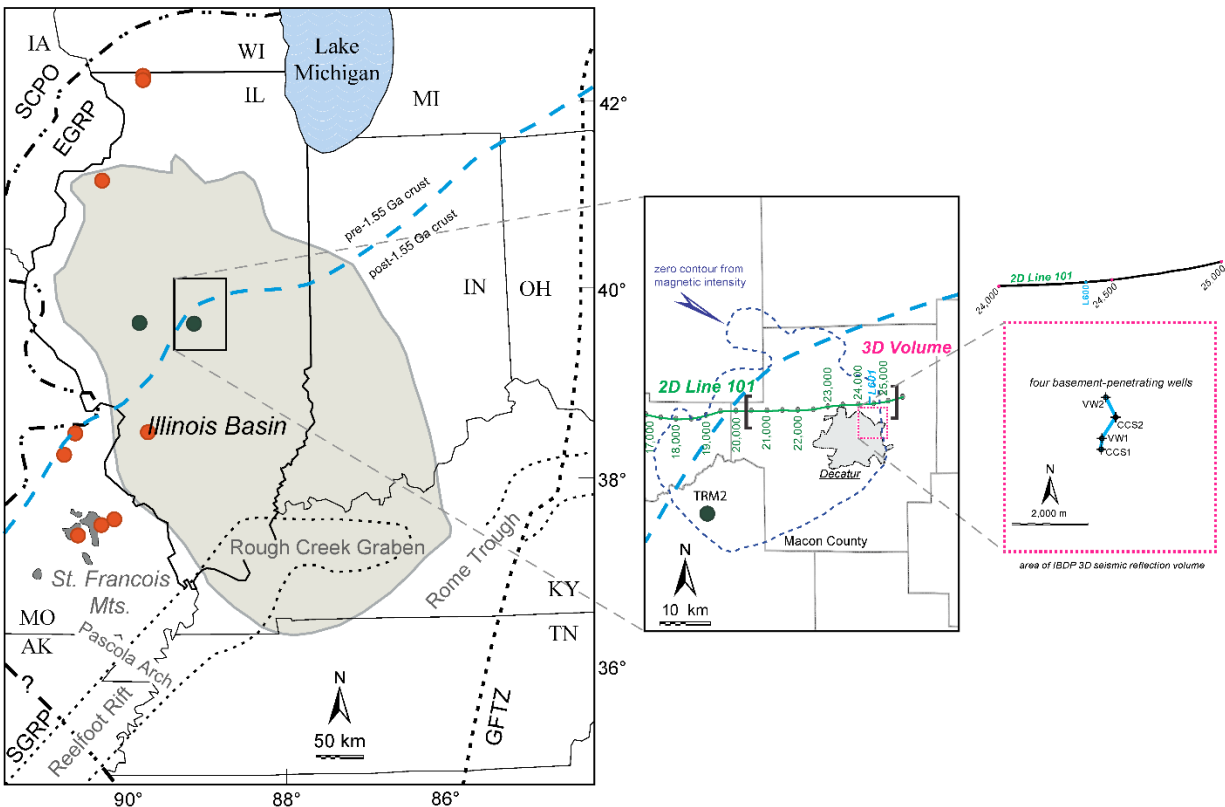 IA
WI
Lake
Michigan
SCPO
IL
MI
42°
EGRP
pre-1.55 Ga crust
post-1.55 Ga crust
IN
OH
40°
Illinois Basin
38°
Rough Creek Graben
Rome Trough
St. Francois
Mts.
KY
MO
TN
AK
Pascola Arch
36°
?
SGRP
Reelfoot Rift
N
50 km
GFTZ
90°
88°
86°
zero contour from
magnetic intensity
3D Volume
2D Line 101
17,000
18,000
19,000
20,000
21,000
22,000
23,000
24,000
L601
25,000
Decatur
TRM2
Macon County
N
10 km
2D Line 101
24,000
L600
24,500
25,000
four basement-penetrating wells
VW2
CCS2
VW1
CCS1
N
2,000 m
area of IBDP 3D seismic reflection volume